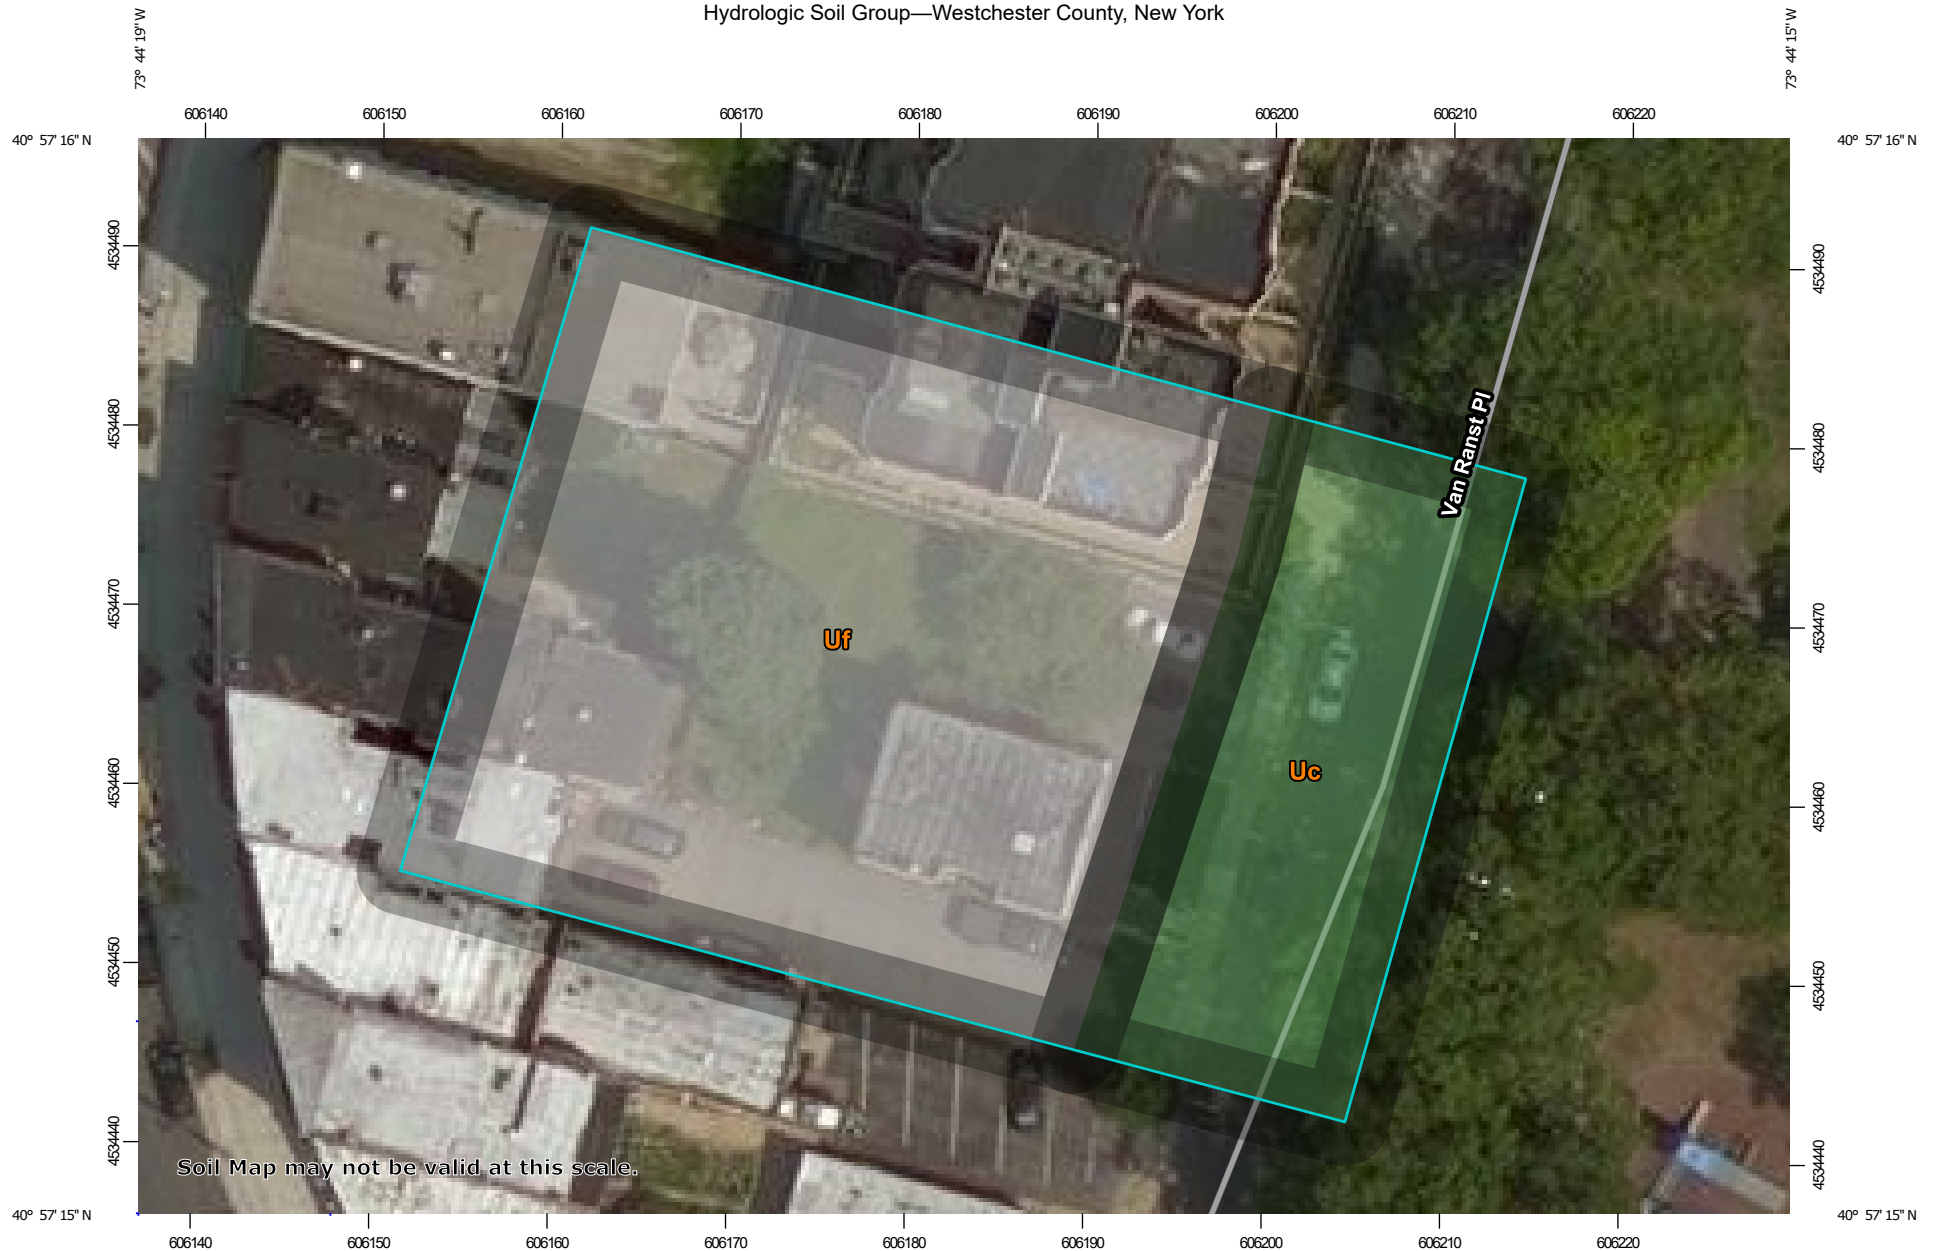 Hydrologic Soil Group—Westchester County, New York
73° 44' 19" W
73° 44' 15" W
606140 606150 606160 606170 606180 606190 606200 606210 606220
40° 57' 16" N
40° 57' 16" N
4534490
4534490
4534480
4534480
Van Ranst Pl
4534470
4534470
Uf
Uc
4534460
4534460
4534450
4534450
4534440
4534440
Soil Map may not be valid at this scale.
40° 57' 15" N
40° 57' 15" N
606140 606150 606160 606170 606180 606190 606200 606210 606220